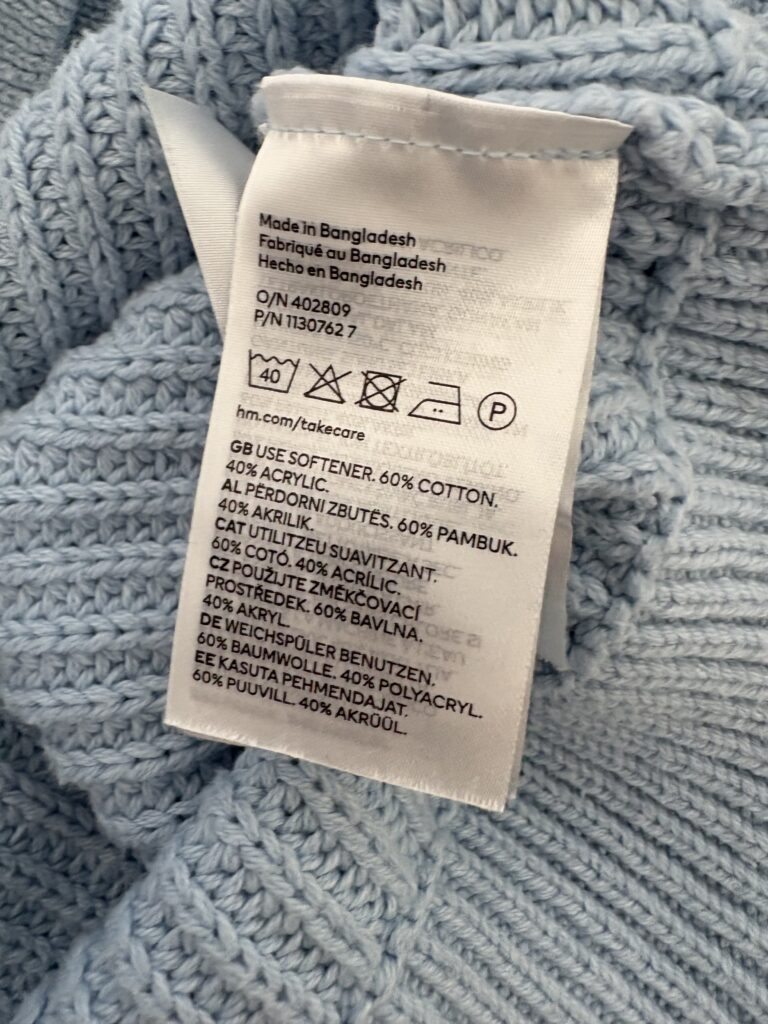 Made in Bangladesh
Fabriqué au Bangladesh
Hecho en Bangladesh
O/N 402809
P/N 1130762 7
40
P
hm.com/takecare
GB USE SOFTENER. 60% COTTON.
40% ACRYLIC.
AL PËRDORNI ZBUTËS. 60% PAMBUK.
40% AKRILIK.
CAT UTILITZEU SUAVITZANT.
60% COTÓ. 40% ACRÍLIC.
CZ POUŽIJTE ZMĚKČOVACÍ
PROSTŘEDEK. 60% BAVLNA.
40% AKRYL.
DE WEICHSPÜLER BENUTZEN.
60% BAUMWOLLE. 40% POLYACRYL.
EE KASUTA PEHMENDAJAT.
60% PUUVILL. 40% AKRÜÜL.